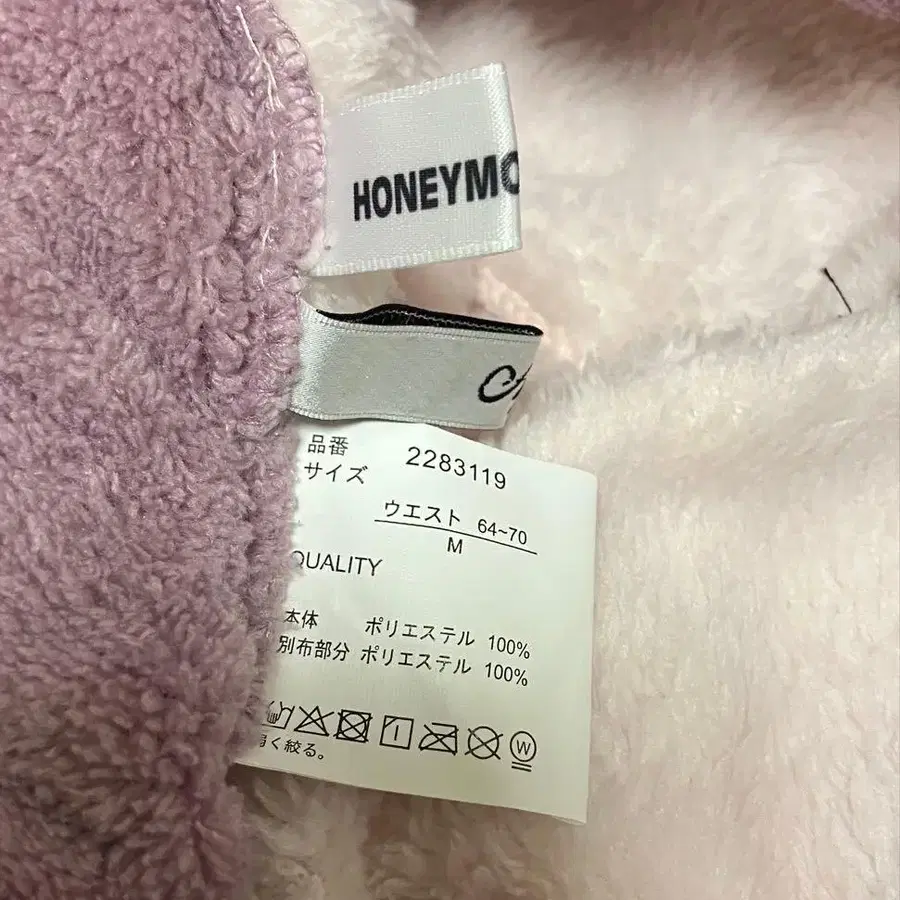 HONEYMO
品番 2283119
サイズ
ウエスト 64~70
M
QUALITY
本体 ポリエステル 100%
別布部分 ポリエステル 100%
W
弱く絞る。